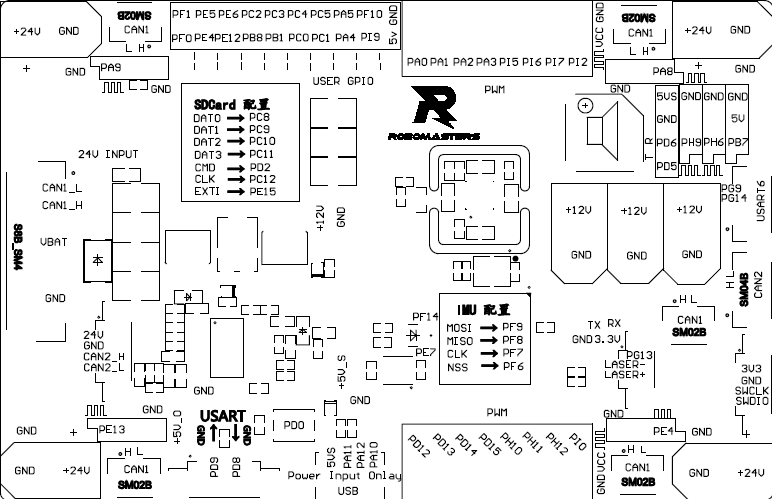 PF1 PE5 PE6 PC2 PC3 PC4 PC5 PA5 PF10 5v
PF0 PE4 PE12 PB8 PB1 PC0 PC1 PA4 PI9 GND
USER GPIO
+24V GND
SM02B
CAN1
L H
GND PA9
GND
VCC GND
PA0 PA1 PA2 PA3 PI5 PI6 PI7 PI2
PWM
SM02B
CAN1
L H
GND +24V
PA8 GND
GND
SDCard 配置
DAT0 → PC8
DAT1 → PC9
DAT2 → PC10
DAT3 → PC11
CMD → PD2
CLK → PC12
EXTI → PE15
ROBOMASTERS
T R
5VS GND GND GND
GND 5V
PD6 PH9 PH6 PB7
PD5
24V INPUT
CAN1_L
CAN1_H
VBAT
S8B_SM4
GND
+12V
GND
+12V +12V +12V
GND GND GND
PG9
PG14
USART6
H L
SM04B
CAN2
IMU 配置
MOSI → PF9
MISO → PF8
CLK → PF7
NSS → PF6
PF14
PE7
TX RX
GND 3.3V
PG13
LASER-
LASER+
H L
CAN1
SM02B
24V
GND
CAN2_H
CAN2_L
+5V_S
GND
3V3
GND
SWCLK
SWDIO
GND
PE13
GND
+5V_O
USART
GND GND
PD9 PD8
PD0
GND
5VS PA11 PA12 PA10
Power Input Onlay
USB
PWM
PD12 PD13 PD14 PD15 PH10 PH11 PH12 PI0
GND VCC
GND
PE4
GND
GND +24V
H L
CAN1
SM02B
H L
CAN1
SM02B
GND +24V